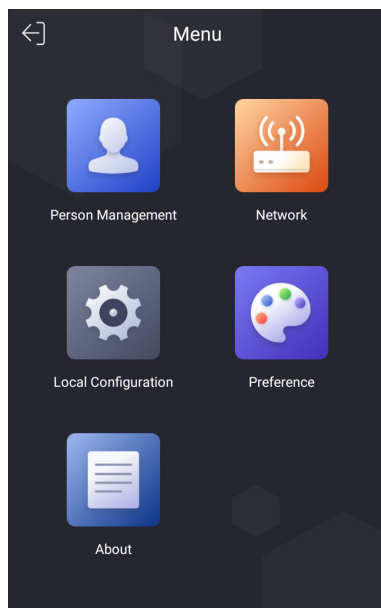 Menu
Person Management
Network
Local Configuration
Preference
About